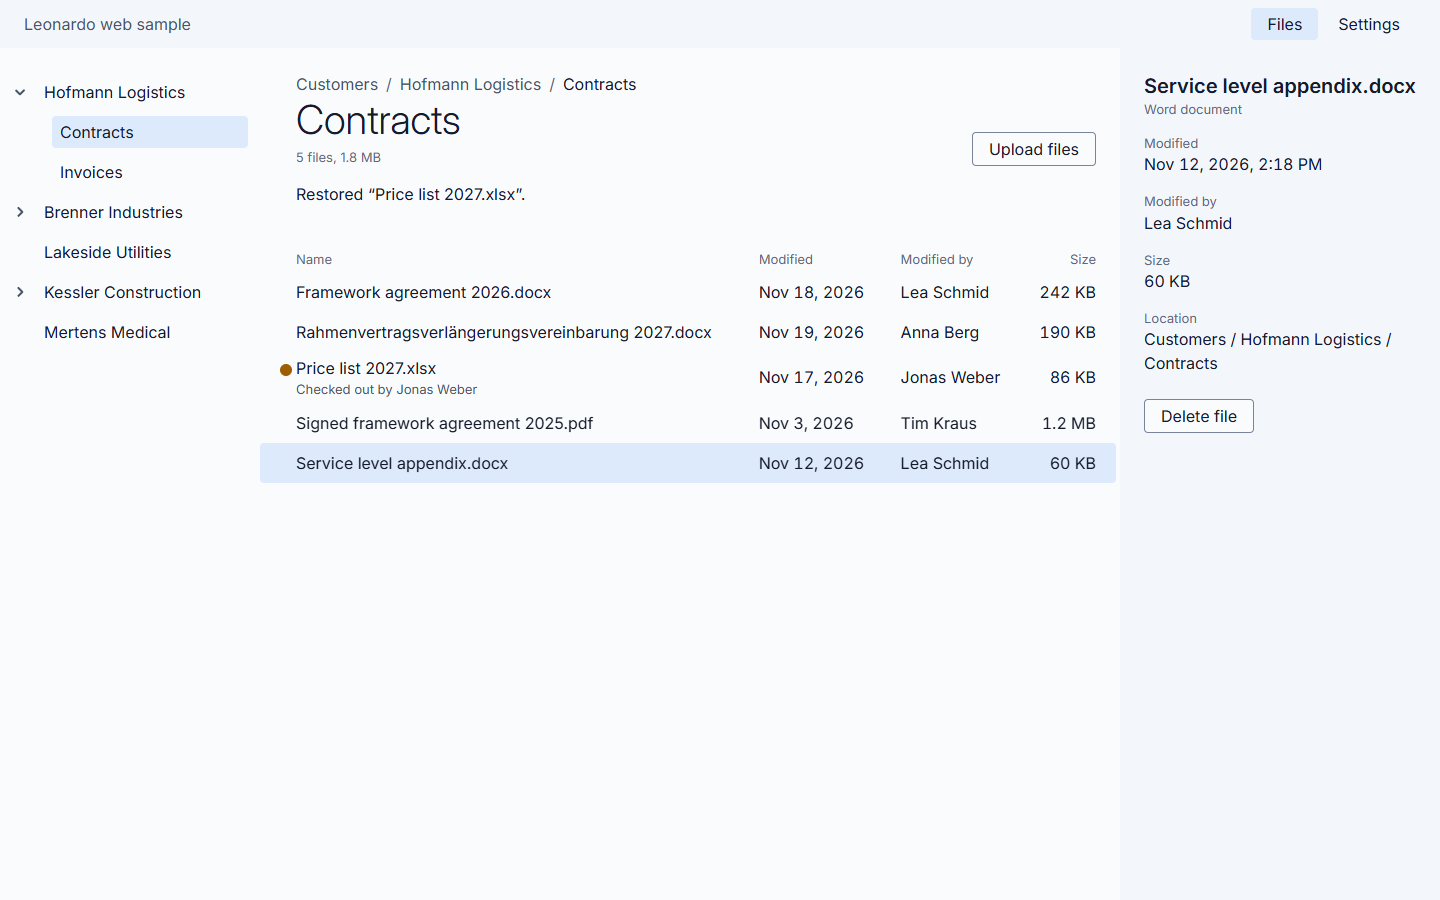 Leonardo web sample
Files
Settings
Hofmann Logistics
Contracts
Invoices
Brenner Industries
Lakeside Utilities
Kessler Construction
Mertens Medical
Customers / Hofmann Logistics / Contracts
Contracts
5 files, 1.8 MB
Upload files
Restored “Price list 2027.xlsx”.
Name Modified Modified by Size
Framework agreement 2026.docx Nov 18, 2026 Lea Schmid 242 KB
Rahmenvertragsverlängerungsvereinbarung 2027.docx Nov 19, 2026 Anna Berg 190 KB
Price list 2027.xlsx Nov 17, 2026 Jonas Weber 86 KB
Checked out by Jonas Weber
Signed framework agreement 2025.pdf Nov 3, 2026 Tim Kraus 1.2 MB
Service level appendix.docx Nov 12, 2026 Lea Schmid 60 KB
Service level appendix.docx
Word document
Modified
Nov 12, 2026, 2:18 PM
Modified by
Lea Schmid
Size
60 KB
Location
Customers / Hofmann Logistics /
Contracts
Delete file